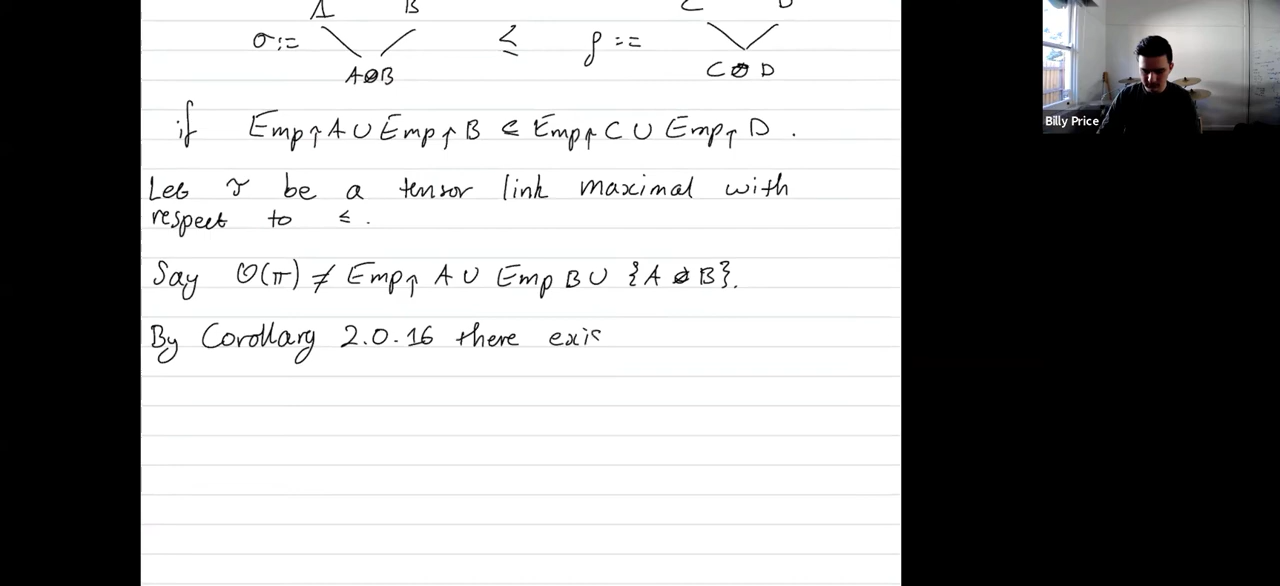 A B C D
σ := ≤ ρ :=
A⊗B C⊗D
if Emp↑ A ∪ Emp↑ B ⊆ Emp↑ C ∪ Emp↑ D .
Let τ be a tensor link maximal with
respect to ≤ .
Say O(π) ≠ Emp↑ A ∪ Emp B ∪ {A ⊗ B}.
By Corollary 2.0.16 there exis
Billy Price